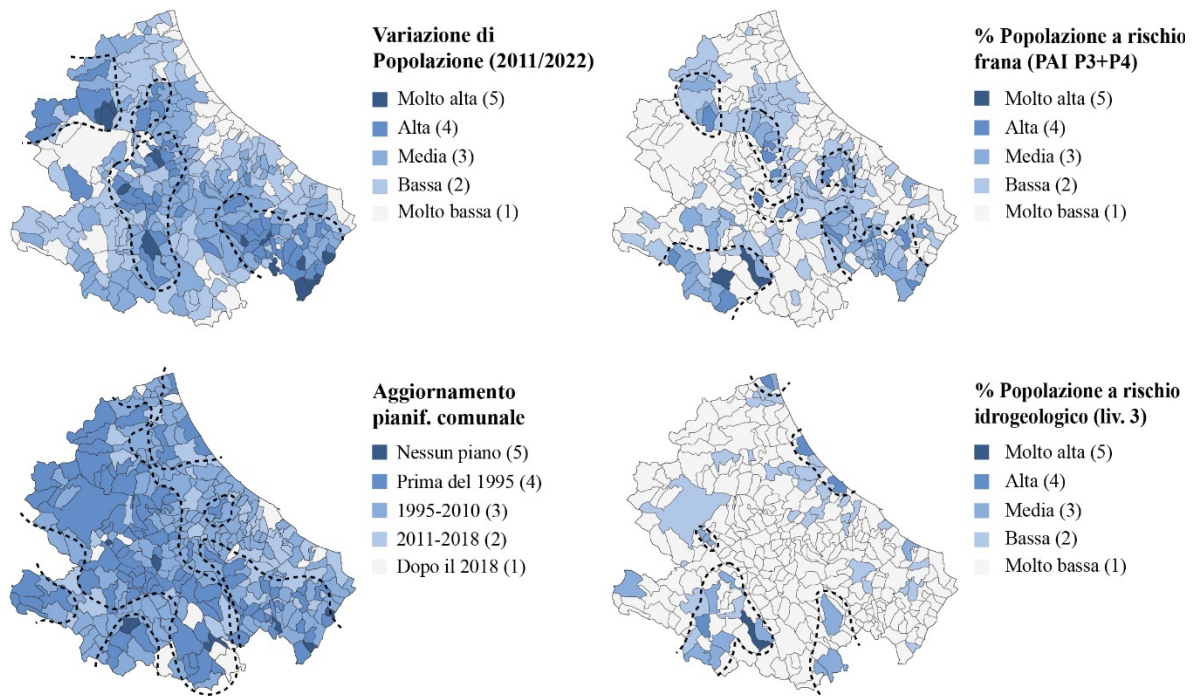 Variazione di
Popolazione (2011/2022)
Molto alta (5)
Alta (4)
Media (3)
Bassa (2)
Molto bassa (1)
% Popolazione a rischio
frana (PAI P3+P4)
Molto alta (5)
Alta (4)
Media (3)
Bassa (2)
Molto bassa (1)
Aggiornamento
pianif. comunale
Nessun piano (5)
Prima del 1995 (4)
1995-2010 (3)
2011-2018 (2)
Dopo il 2018 (1)
% Popolazione a rischio
idrogeologico (liv. 3)
Molto alta (5)
Alta (4)
Media (3)
Bassa (2)
Molto bassa (1)